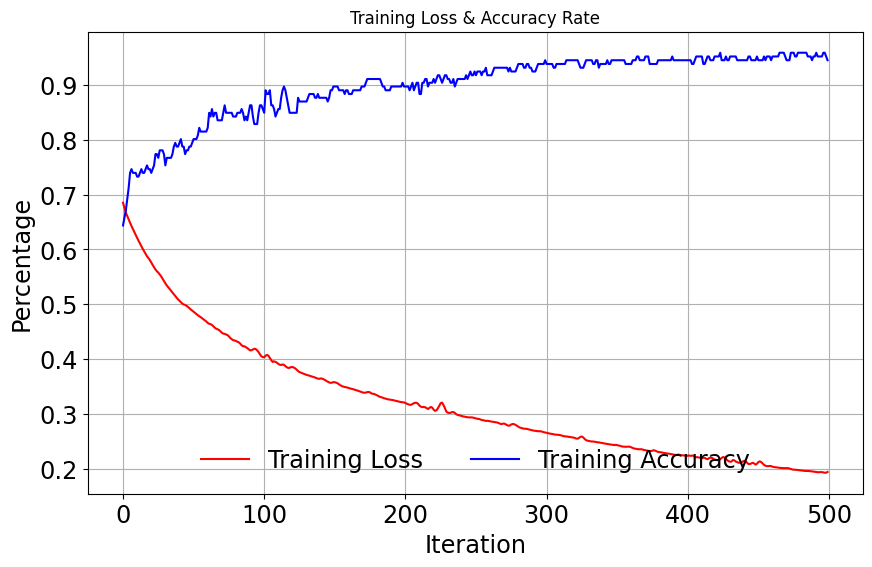 Training Loss & Accuracy Rate
Percentage
0.9
0.8
0.7
0.6
0.5
0.4
0.3
0.2
Training Loss
Training Accuracy
0 100 200 300 400 500
Iteration